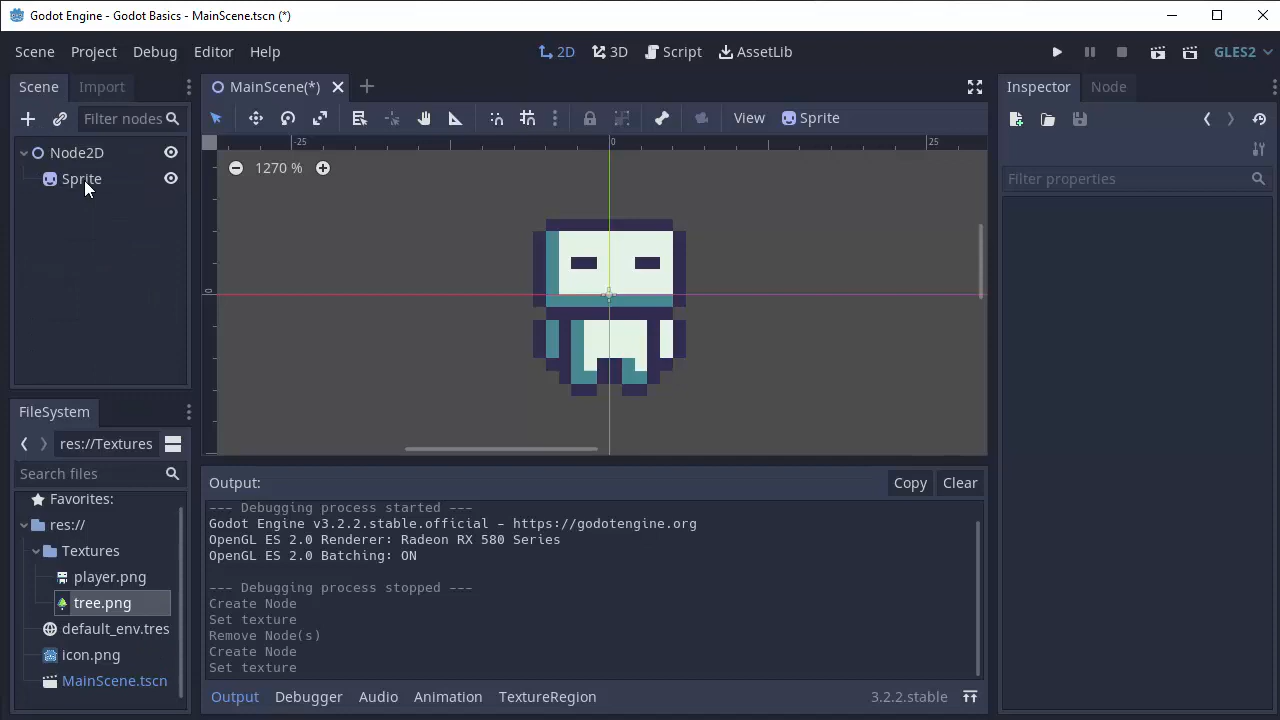 Godot Engine - Godot Basics - MainScene.tscn (*)
Scene Project Debug Editor Help
2D 3D Script AssetLib
GLES2
Scene Import
MainScene(*)
Inspector Node
Filter nodes
View Sprite
-25 0 25
Node2D
1270 %
Sprite
Filter properties
0
FileSystem
res://Textures
Search files
Favorites:
res://
Textures
player.png
tree.png
default_env.tres
icon.png
MainScene.tscn
Output:
Copy Clear
--- Debugging process started ---
Godot Engine v3.2.2.stable.official - https://godotengine.org
OpenGL ES 2.0 Renderer: Radeon RX 580 Series
OpenGL ES 2.0 Batching: ON
--- Debugging process stopped ---
Create Node
Set texture
Remove Node(s)
Create Node
Set texture
Output Debugger Audio Animation TextureRegion
3.2.2.stable